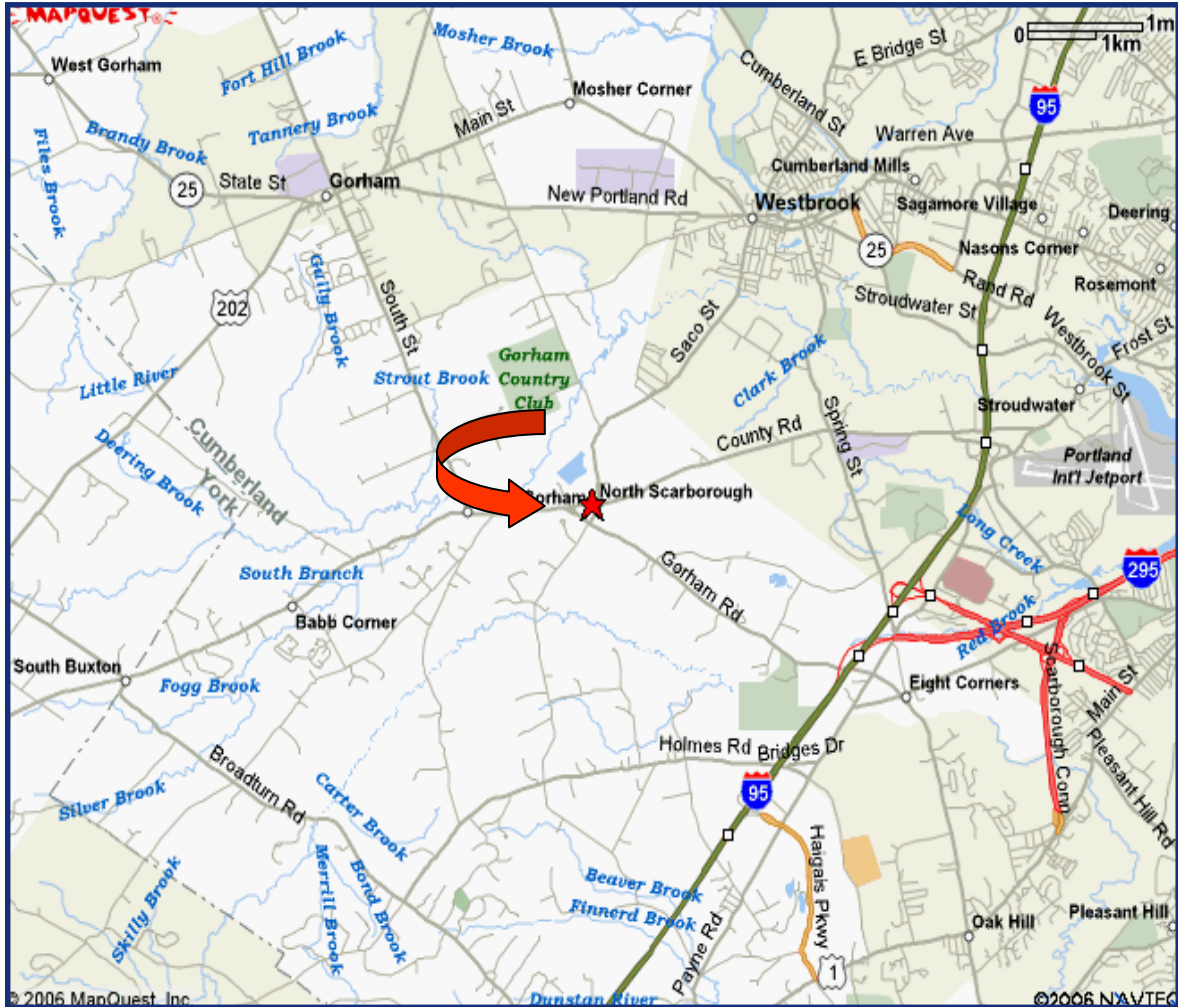 MAPQUEST
1m
0
1km
West Gorham
Fort Hill Brook
Mosher Brook
E Bridge St
Mosher Corner
Cumberland St
95
Main St
Tannery Brook
Brandy Brook
Files Brook
Warren Ave
Cumberland Mills
25
State St
Gorham
New Portland Rd
Westbrook
Sagamore Village
Deering
25
Nasons Corner
Rand Rd
Rosemont
Gully Brook
202
South St
Stroudwater St
Westbrook St
Frost St
Saco St
Gorham
Country
Club
Strout Brook
Little River
Clark Brook
Stroudwater
Spring St
County Rd
Cumberland
York
Deering Brook
Portland
Int'l Jetport
Gorham
North Scarborough
Long Creek
South Branch
Gorham Rd
295
Babb Corner
Red Brook
South Buxton
Fogg Brook
Eight Corners
Scarborough Conn
Main St
Pleasant Hill Rd
Holmes Rd
Bridges Dr
Broadturn Rd
Silver Brook
Carter Brook
95
Haigais Pkwy
Merrill Brook
Bond Brook
Skilly Brook
Beaver Brook
Finnerd Brook
Payne Rd
Oak Hill
Pleasant Hill
1
Dunstan River
© 2006 MapQuest, Inc
©2006 NAVTEQ